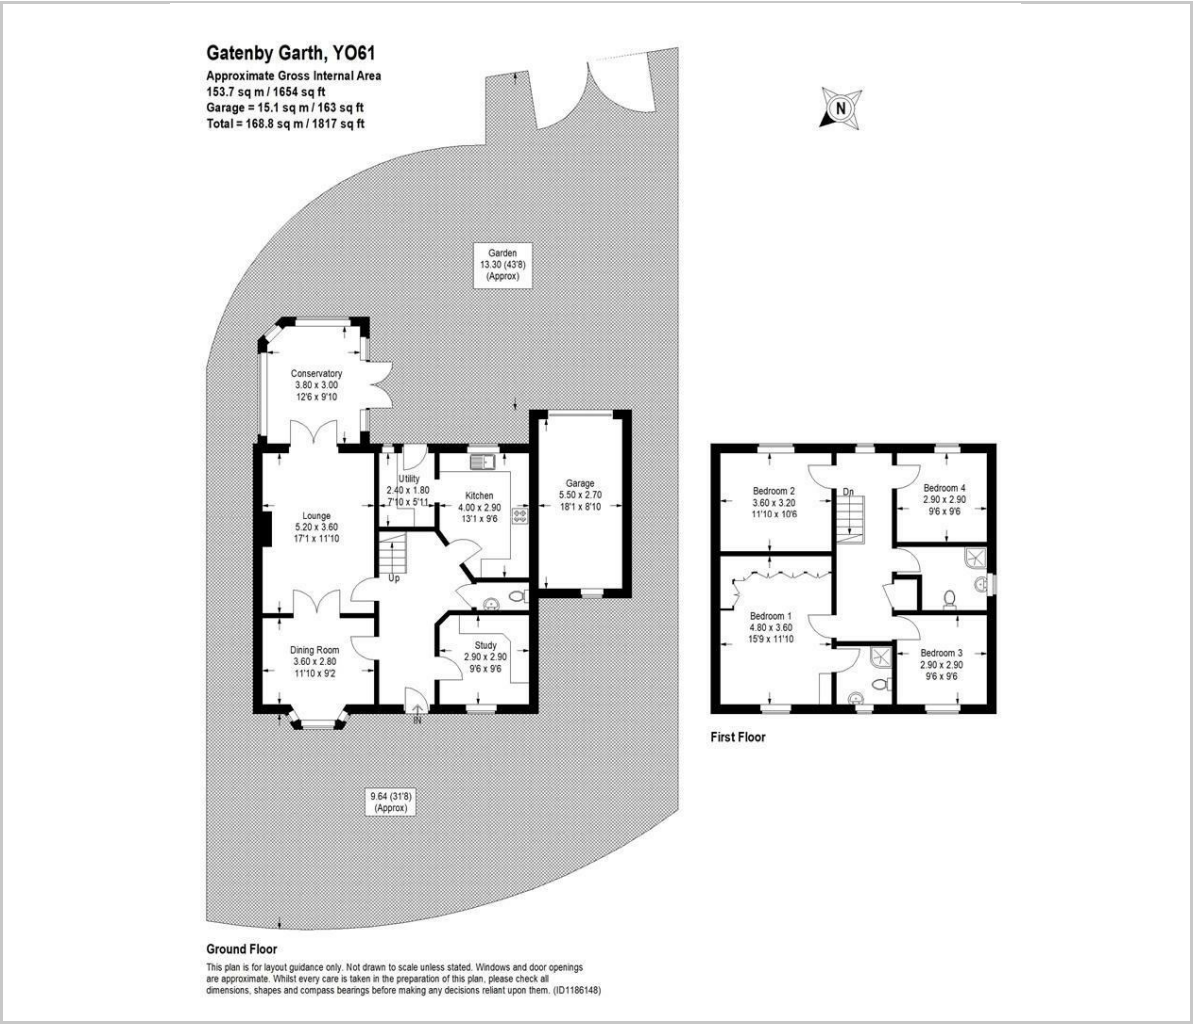 Gatenby Garth, YO61
Approximate Gross Internal Area
153.7 sq m / 1654 sq ft
Garage = 15.1 sq m / 163 sq ft
Total = 168.8 sq m / 1817 sq ft
N
Garden
13.30 (43'8)
(Approx)
Conservatory
3.80 x 3.00
12'6 x 9'10
Utility
2.40 x 1.80
7'10 x 5'11
Kitchen
4.00 x 2.90
13'1 x 9'6
Garage
5.50 x 2.70
18'1 x 8'10
Lounge
5.20 x 3.60
17'1 x 11'10
Up
Dining Room
3.60 x 2.80
11'10 x 9'2
Study
2.90 x 2.90
9'6 x 9'6
IN
9.64 (31'8)
(Approx)
Bedroom 2
3.60 x 3.20
11'10 x 10'6
Dn
Bedroom 4
2.90 x 2.90
9'6 x 9'6
Bedroom 1
4.80 x 3.60
15'9 x 11'10
Bedroom 3
2.90 x 2.90
9'6 x 9'6
First Floor
Ground Floor
This plan is for layout guidance only. Not drawn to scale unless stated. Windows and door openings
are approximate. Whilst every care is taken in the preparation of this plan, please check all
dimensions, shapes and compass bearings before making any decisions reliant upon them. (ID1186148)